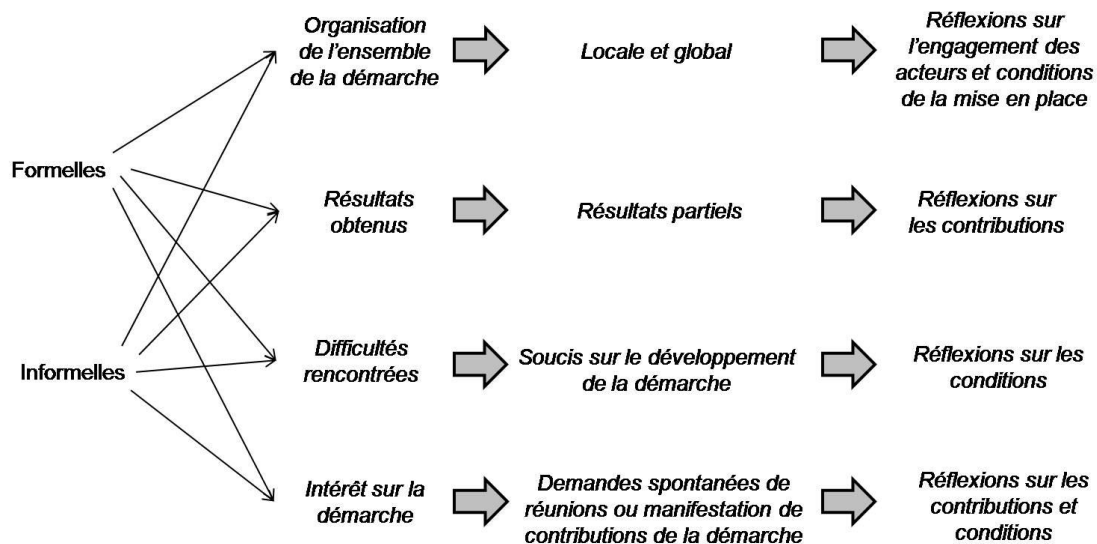 Organisation
de l'ensemble
de la démarche
Locale et global
Réflexions sur
l'engagement des
acteurs et conditions
de la mise en place
Formelles
Résultats
obtenus
Résultats partiels
Réflexions sur
les contributions
Informelles
Difficultés
rencontrées
Soucis sur le développement
de la démarche
Réflexions sur les
conditions
Intérêt sur la
démarche
Demandes spontanées de
réunions ou manifestation de
contributions de la démarche
Réflexions sur les
contributions et
conditions